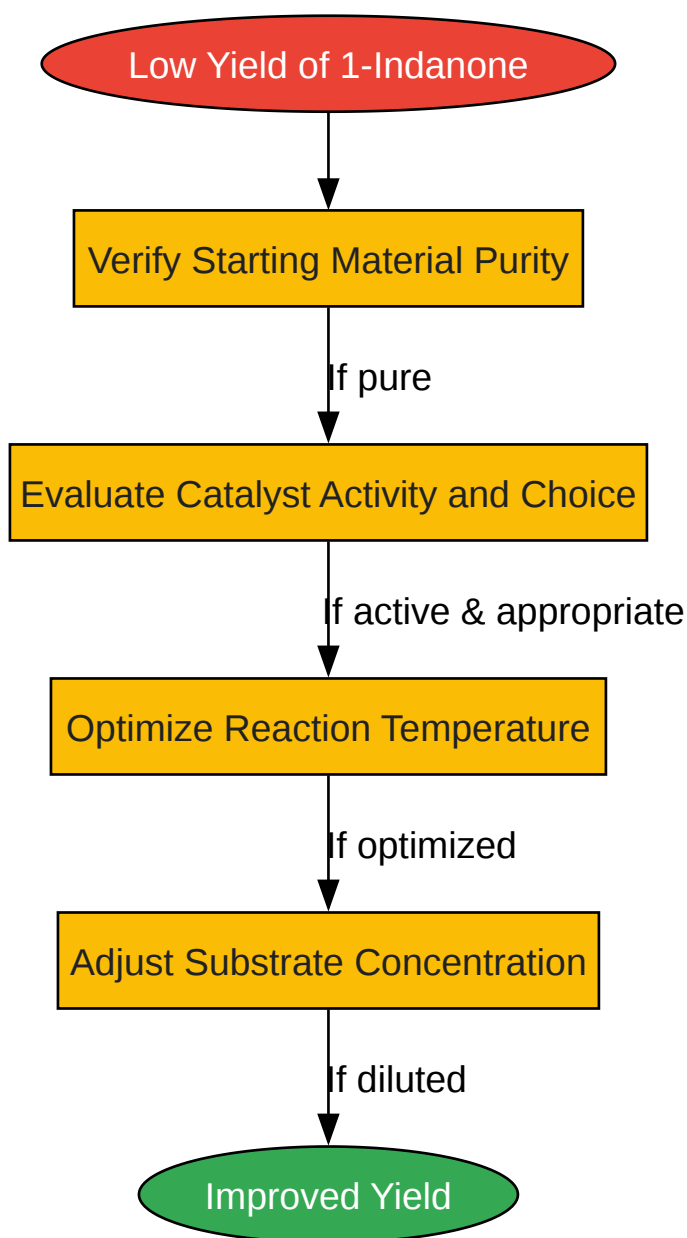 Low Yield of 1-Indanone
Verify Starting Material Purity
If pure
Evaluate Catalyst Activity and Choice
If active & appropriate
Optimize Reaction Temperature
If optimized
Adjust Substrate Concentration
If diluted
Improved Yield